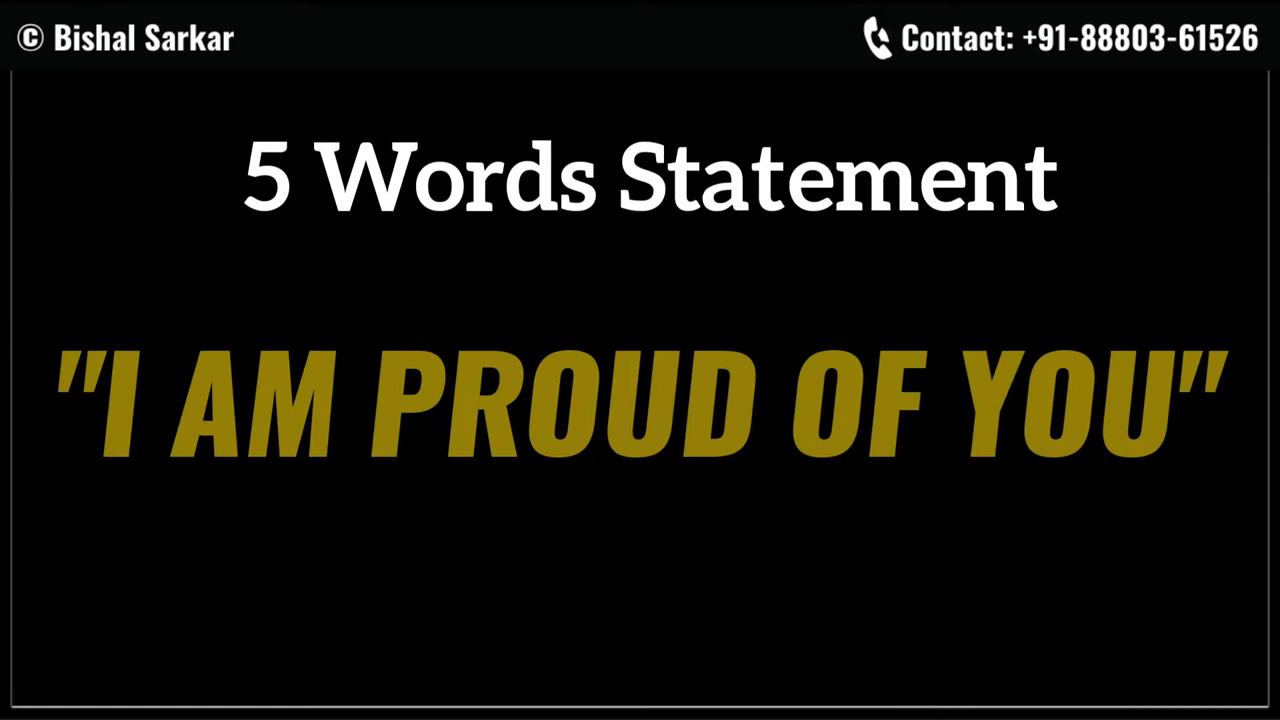 © Bishal Sarkar
Contact: +91-88803-61526
5 Words Statement
"I AM PROUD OF YOU"